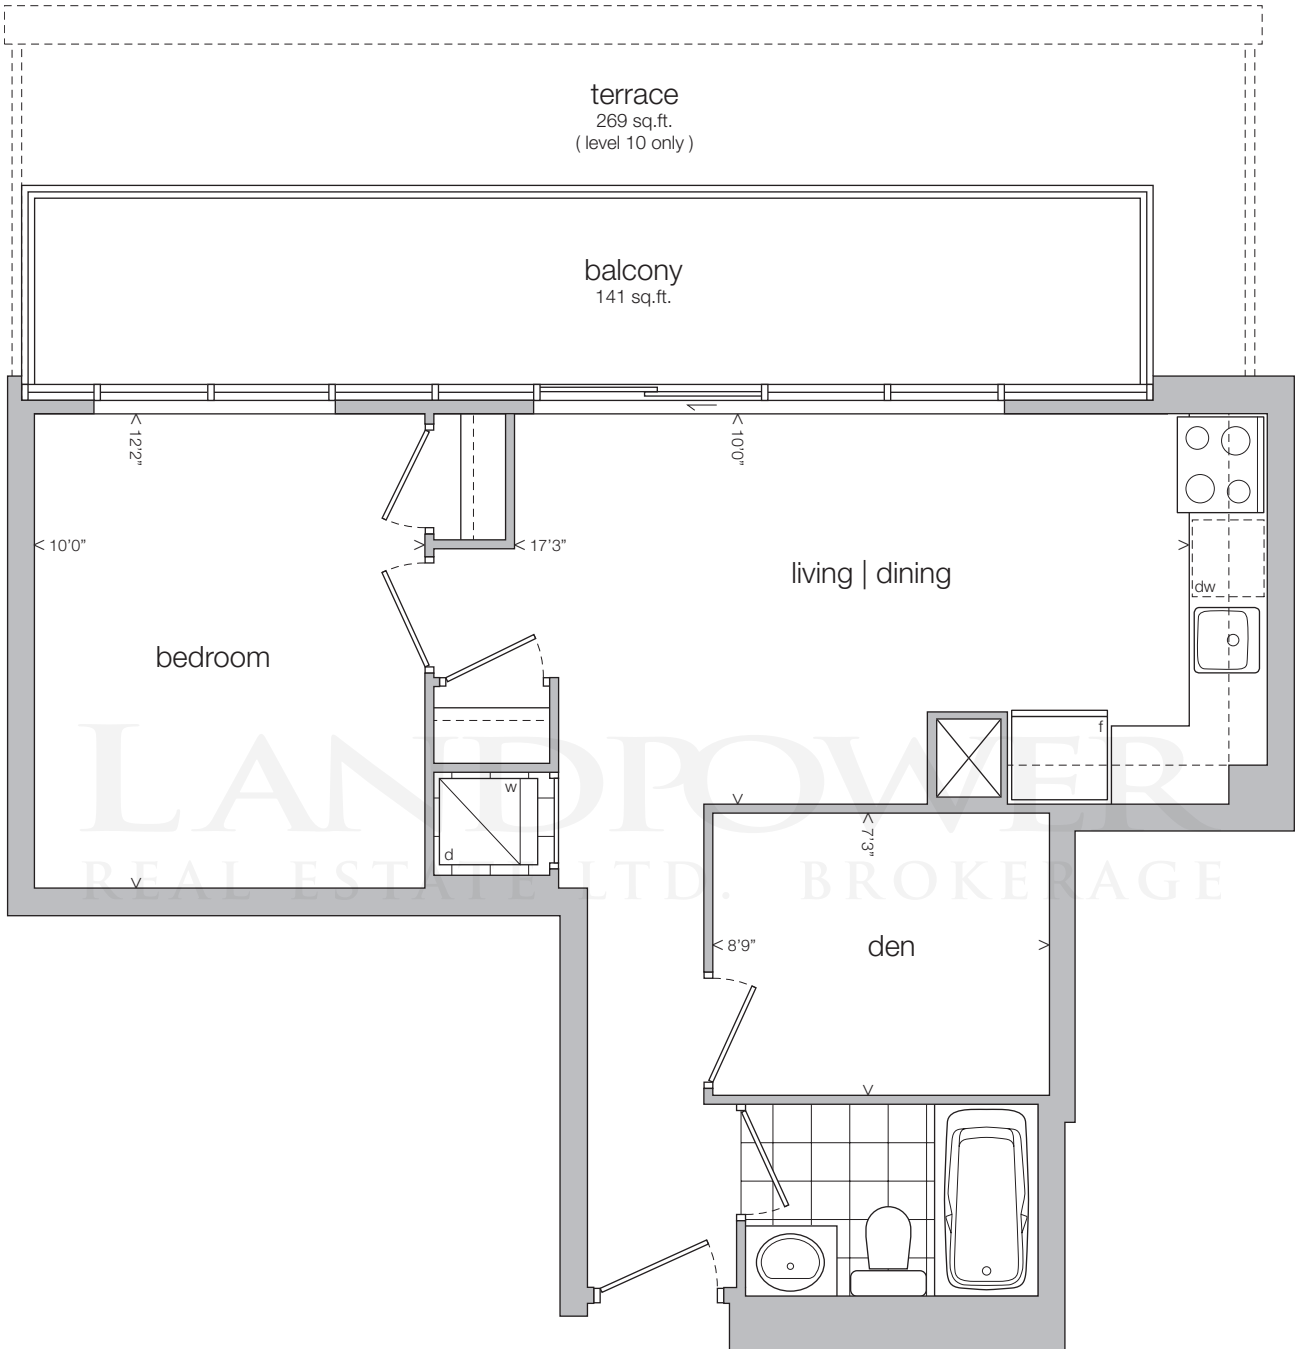 terrace
269 sq.ft.
( level 10 only )
balcony
141 sq.ft.
12'2"
10'0"
10'0"
17'3"
living | dining
dw
bedroom
f
LANDPOWER
w
d
7'3"
REAL ESTATE LTD. BROKERAGE
8'9"
den